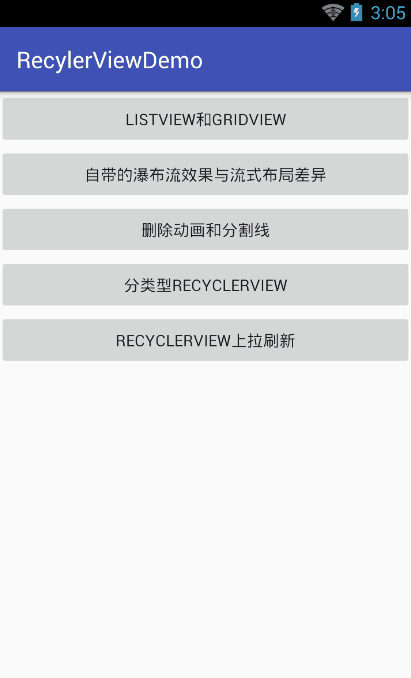 3:05
RecylerViewDemo
LISTVIEW和GRIDVIEW
自带的瀑布流效果与流式布局差异
删除动画和分割线
分类型RECYCLERVIEW
RECYCLERVIEW上拉刷新